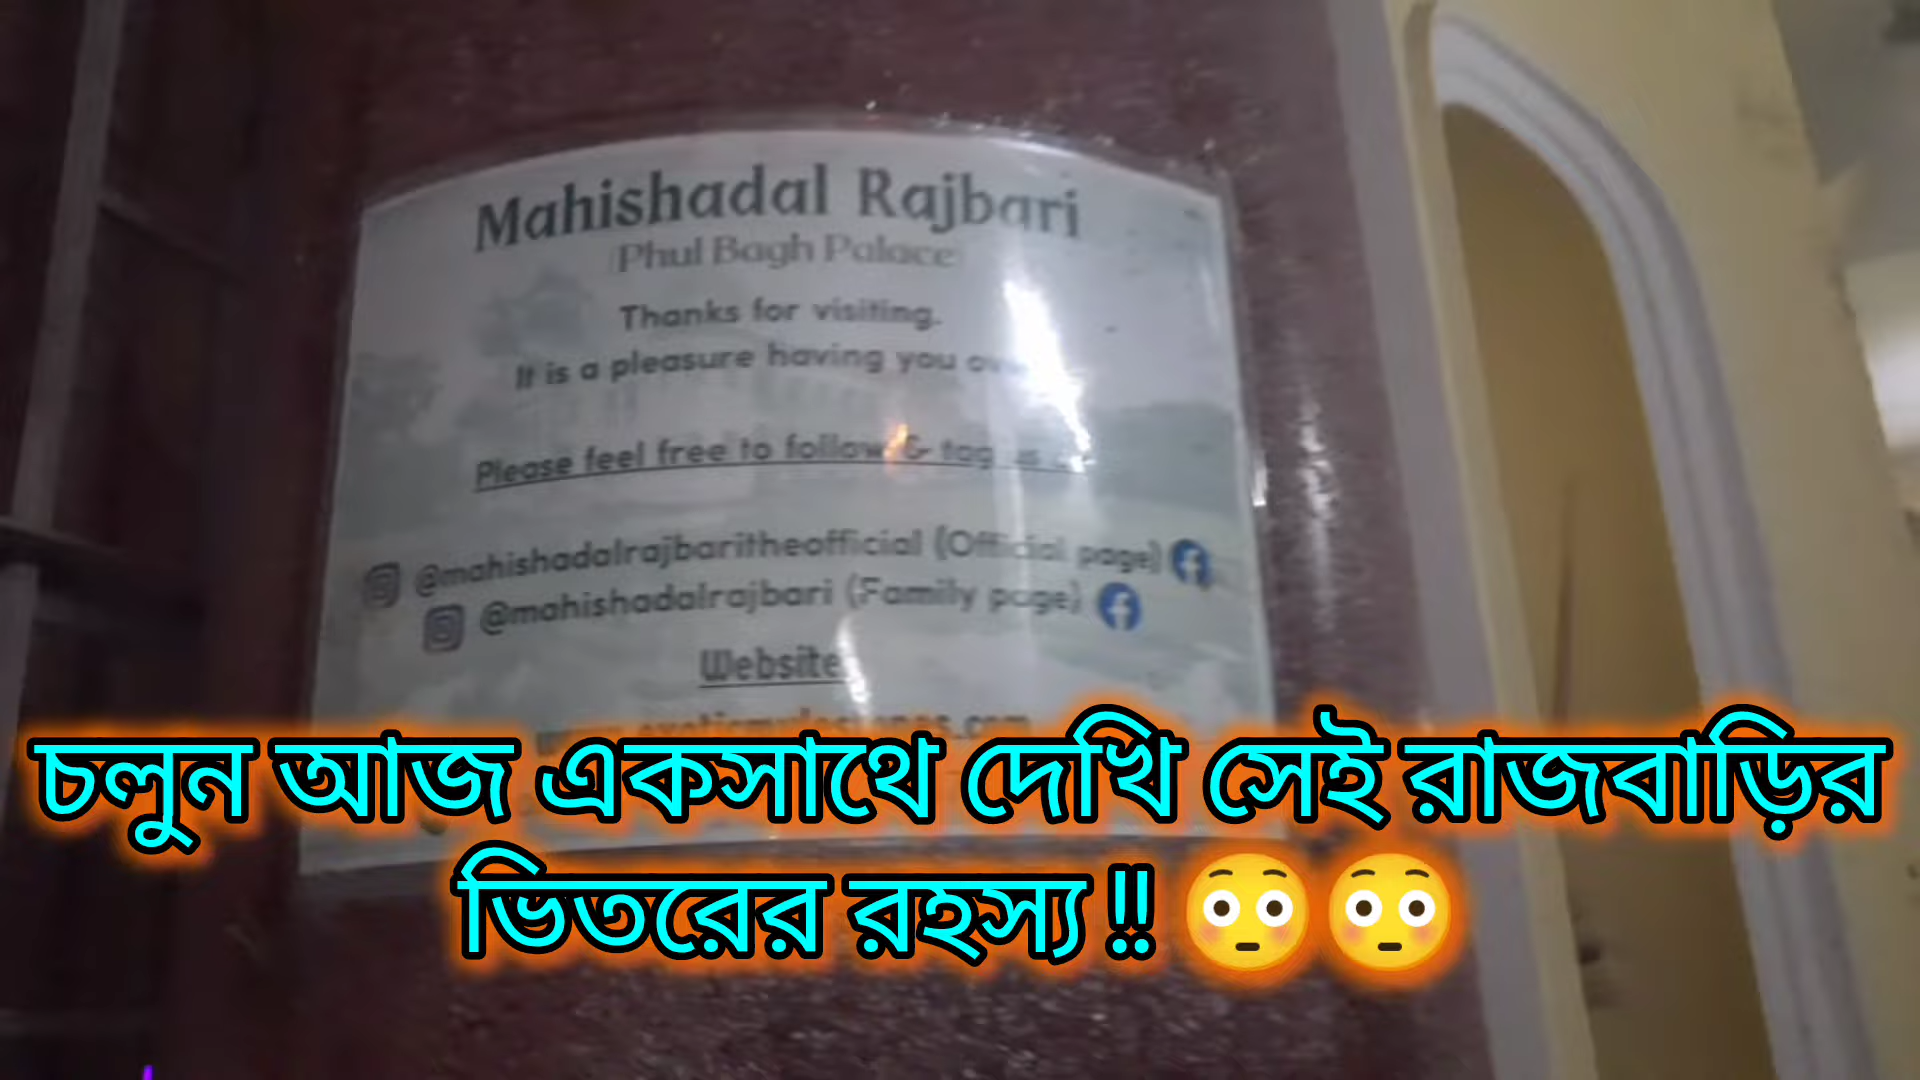 Mahishadal Rajbari
(Phul Bagh Palace)
Thanks for visiting.
It is a pleasure having you
Please feel free to follow & tag us
@mahishadalrajbaritheofficial (Official page)
@mahishadalrajbari (Family page)
Website
চলুন আজ একসাথে দেখি সেই রাজবাড়ির
ভিতরের রহস্য !! 😳😳